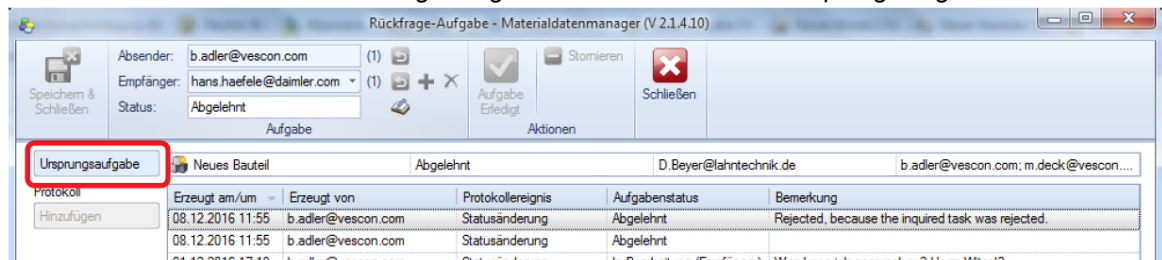 Rückfrage-Aufgabe - Materialdatenmanager (V 2.1.4.10)
Absender: b.adler@vescon.com (1)
Empfänger: hans.haefele@daimler.com (1)
Status: Abgelehnt
Speichern & Schließen
Aufgabe
Aufgabe Erledigt
Stornieren
Aktionen
Schließen
Ursprungsaufgabe Neues Bauteil Abgelehnt D.Beyer@lahntechnik.de b.adler@vescon.com; m.deck@vescon....
Protokoll
Hinzufügen
Erzeugt am/um Erzeugt von Protokollereignis Aufgabenstatus Bemerkung
08.12.2016 11:55 b.adler@vescon.com Statusänderung Abgelehnt Rejected, because the inquired task was rejected.
08.12.2016 11:55 b.adler@vescon.com Statusänderung Abgelehnt